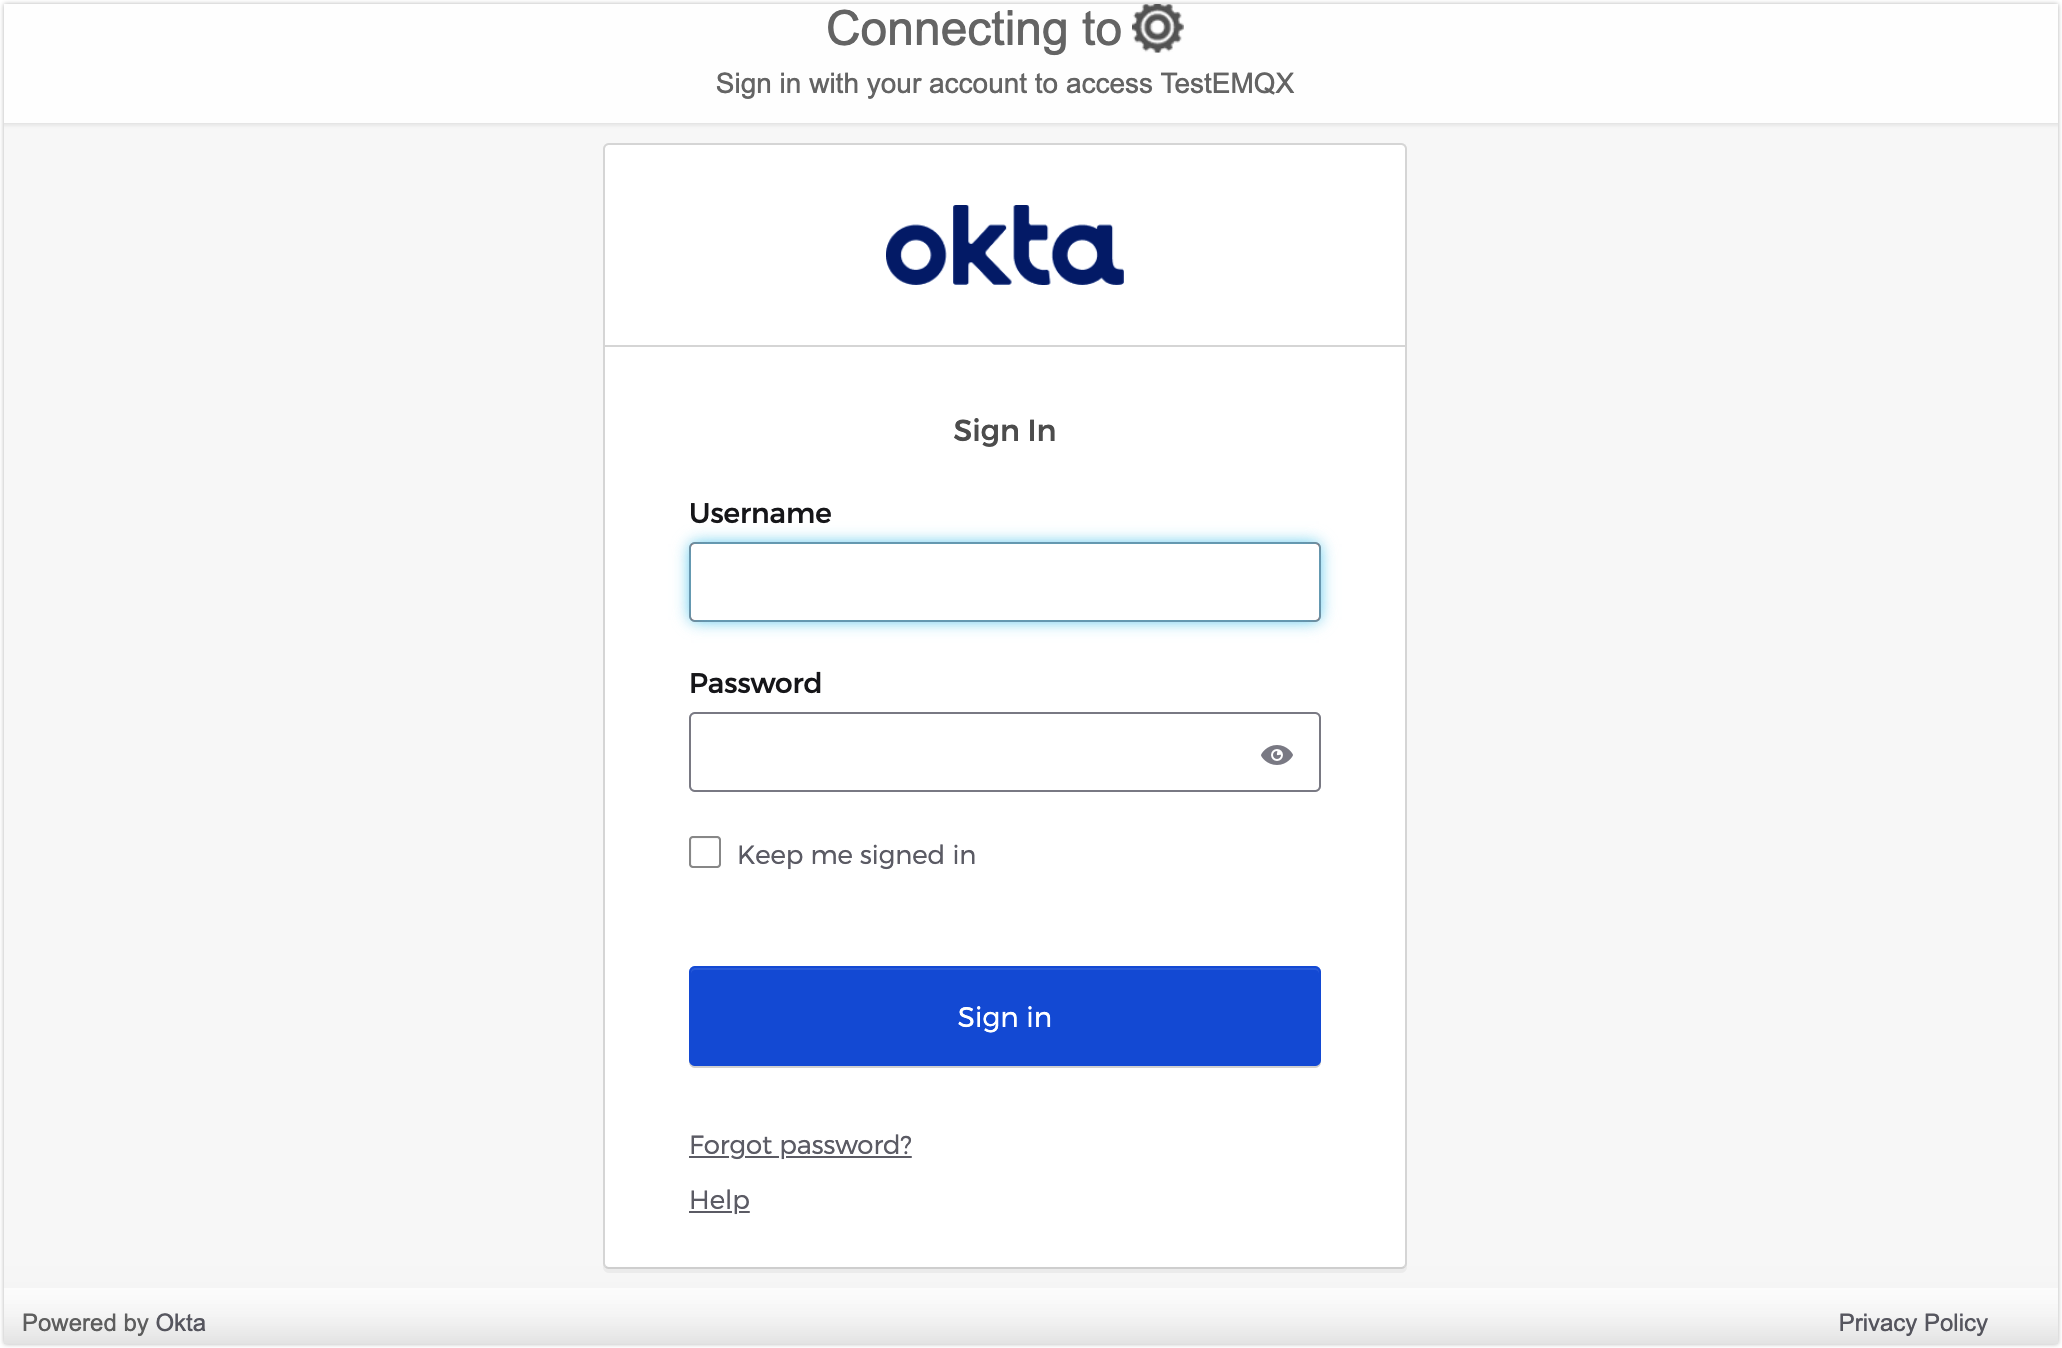 Connecting to
Sign in with your account to access TestEMQX
okta
Sign In
Username
Password
Keep me signed in
Sign in
Forgot password?
Help
Powered by Okta
Privacy Policy